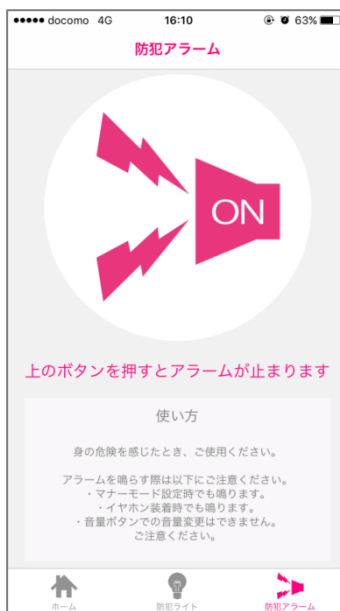 docomo 4G 16:10 63%
防犯アラーム
ON
上のボタンを押すとアラームが止まります
使い方
身の危険を感じたとき、ご使用ください。
アラームを鳴らす際は以下にご注意ください。
・マナーモード設定時でも鳴ります。
・イヤホン装着時でも鳴ります。
・音量ボタンでの音量変更はできません。
ご注意ください。
ホーム 防犯ライト 防犯アラーム